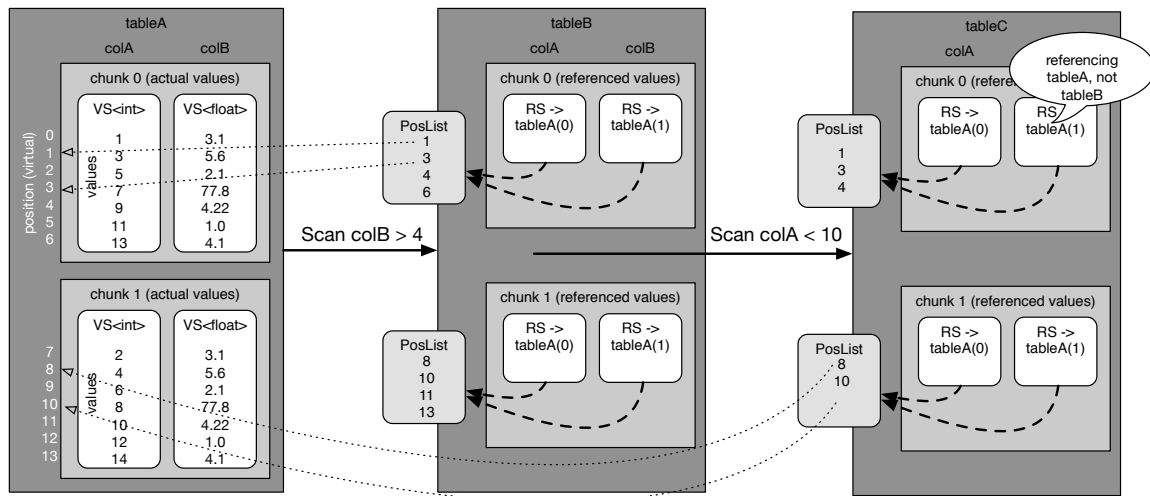 tableA
colA colB
chunk 0 (actual values)
VS<int> VS<float>
position (virtual)
values
0 1 3.1
1 3 5.6
2 5 2.1
3 7 77.8
4 9 4.22
5 11 1.0
6 13 4.1
chunk 1 (actual values)
VS<int> VS<float>
values
7 2 3.1
8 4 5.6
9 6 2.1
10 8 77.8
11 10 4.22
12 12 1.0
13 14 4.1
Scan colB > 4
tableB
colA colB
chunk 0 (referenced values)
RS -> RS ->
tableA(0) tableA(1)
PosList
1
3
4
6
chunk 1 (referenced values)
RS -> RS ->
tableA(0) tableA(1)
PosList
8
10
11
13
Scan colA < 10
tableC
colA
referencing
tableA, not
tableB
chunk 0 (refere
RS -> RS
tableA(0) tableA(1)
PosList
1
3
4
chunk 1 (referenced values)
RS -> RS ->
tableA(0) tableA(1)
PosList
8
10